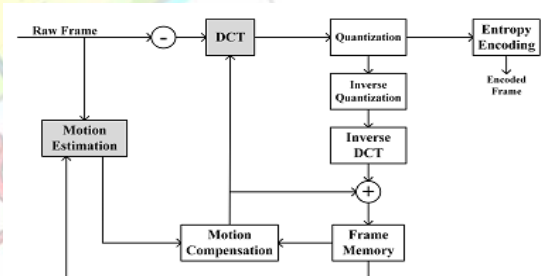 Raw Frame
-
DCT
Quantization
Entropy
Encoding
Encoded
Frame
Inverse
Quantization
Motion
Estimation
Inverse
DCT
+
Motion
Compensation
Frame
Memory